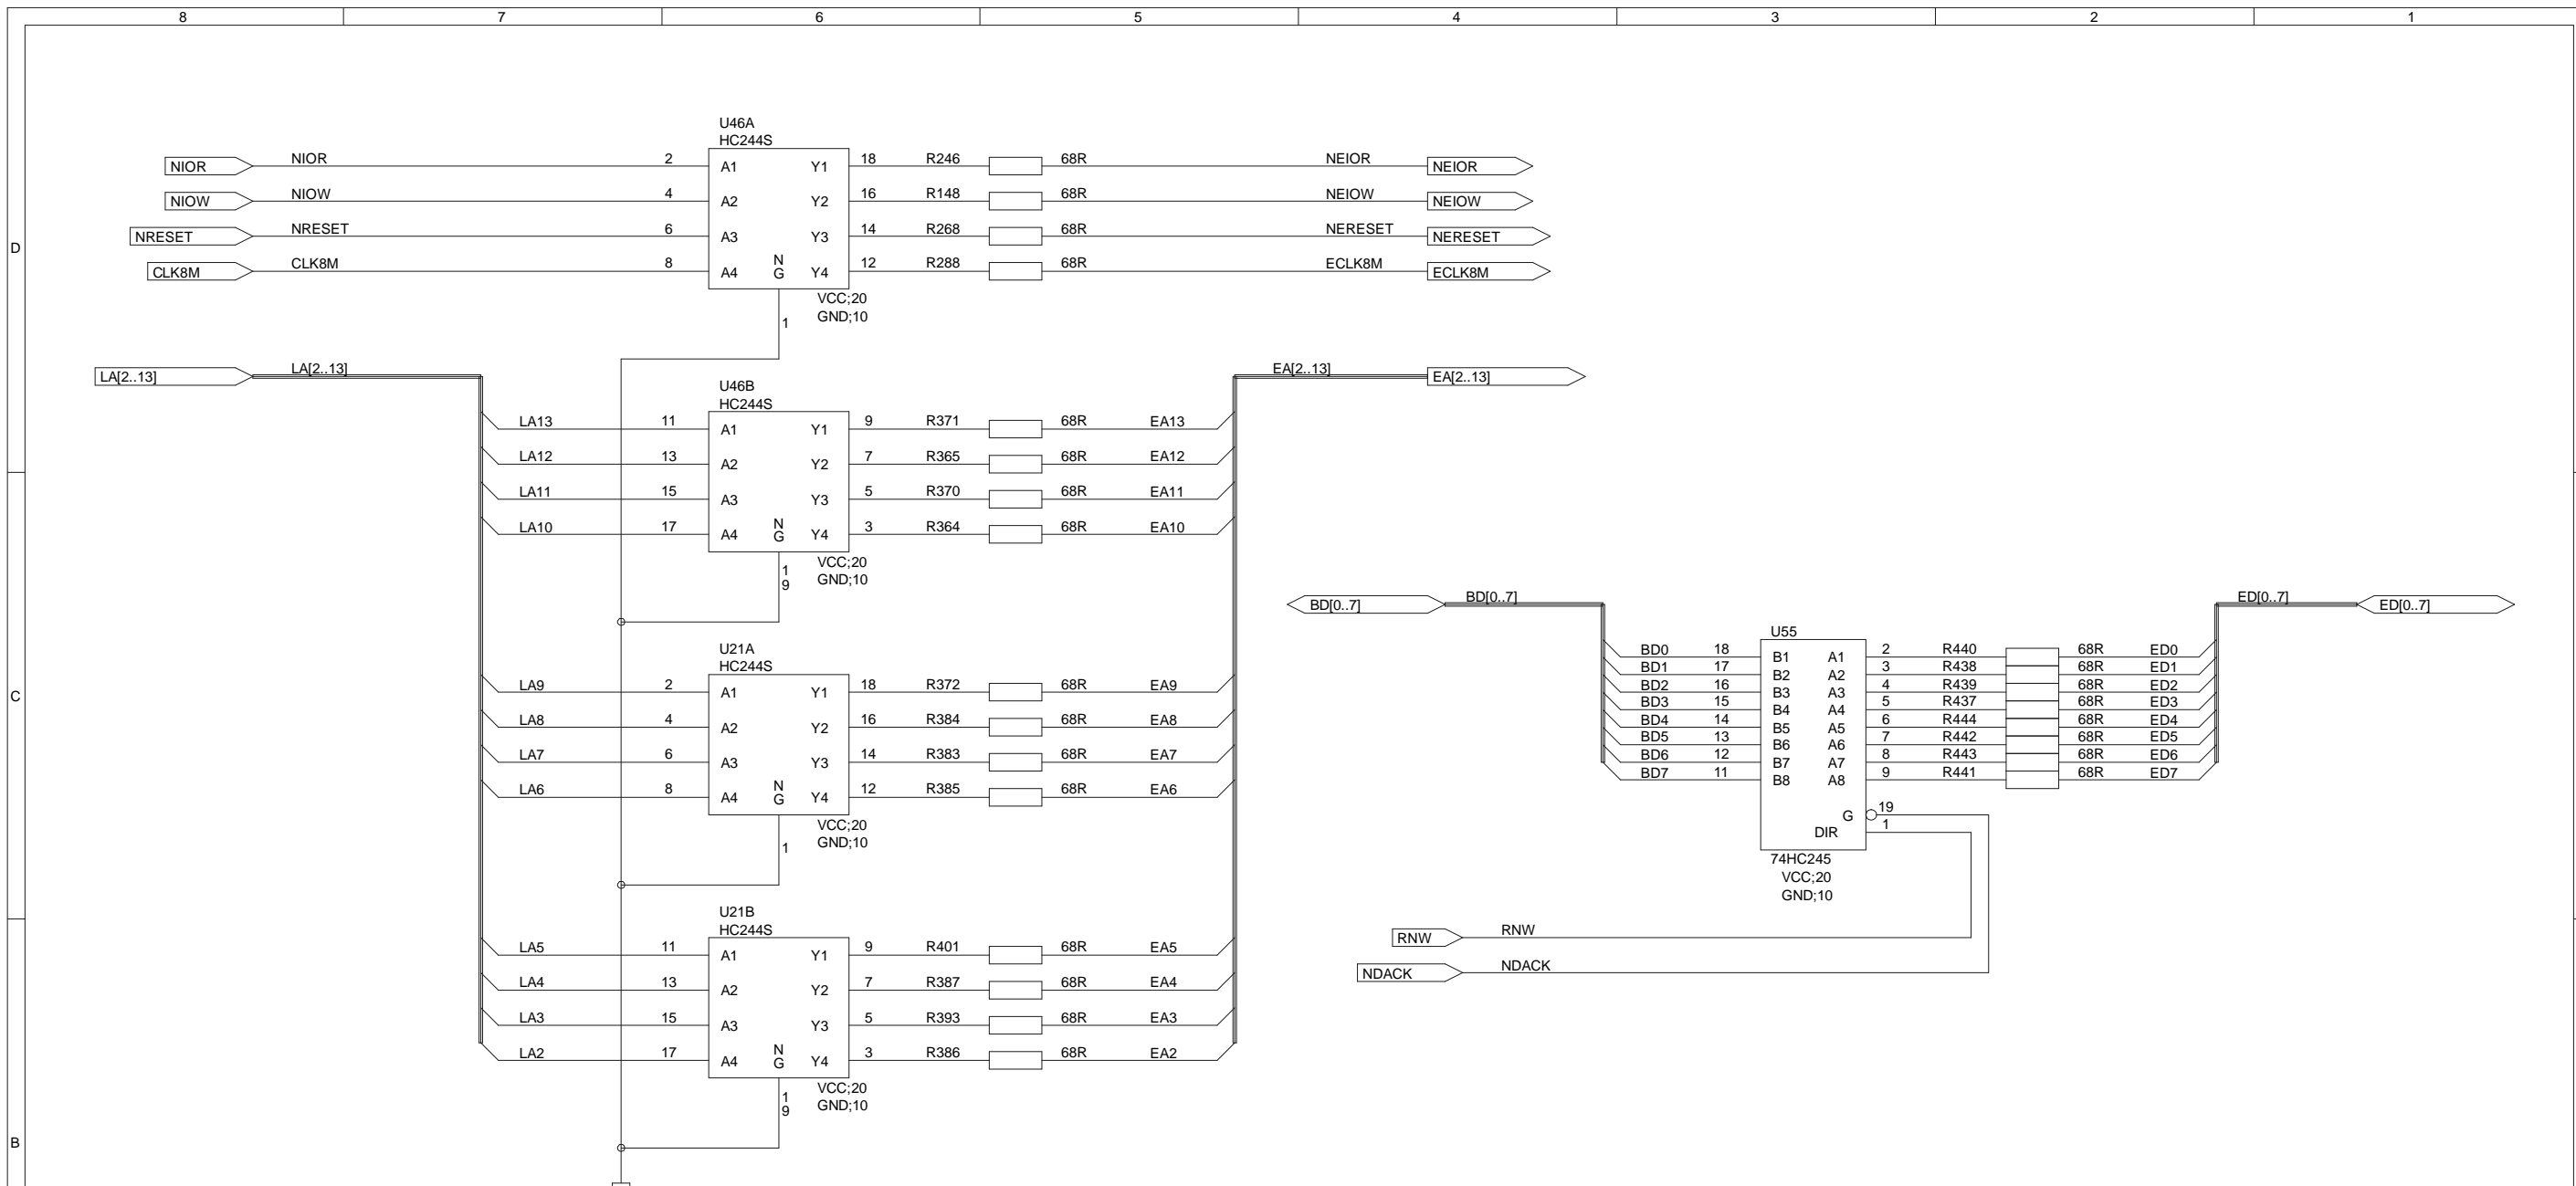 8 7 6 5 4 3 2 1
D
C
B
U46A
HC244S
NIOR NIOR 2 A1 Y1 18 R246 68R NEIOR NEIOR
NIOW NIOW 4 A2 Y2 16 R148 68R NEIOW NEIOW
NRESET NRESET 6 A3 Y3 14 R268 68R NERESET NERESET
CLK8M CLK8M 8 A4 N G Y4 12 R288 68R ECLK8M ECLK8M
VCC;20
GND;10
1
LA[2..13] LA[2..13] EA[2..13] EA[2..13]
U46B
HC244S
LA13 11 A1 Y1 9 R371 68R EA13
LA12 13 A2 Y2 7 R365 68R EA12
LA11 15 A3 Y3 5 R370 68R EA11
LA10 17 A4 N G Y4 3 R364 68R EA10
VCC;20
GND;10
1
9
U21A
HC244S
LA9 2 A1 Y1 18 R372 68R EA9
LA8 4 A2 Y2 16 R384 68R EA8
LA7 6 A3 Y3 14 R383 68R EA7
LA6 8 A4 N G Y4 12 R385 68R EA6
VCC;20
GND;10
1
U21B
HC244S
LA5 11 A1 Y1 9 R401 68R EA5
LA4 13 A2 Y2 7 R387 68R EA4
LA3 15 A3 Y3 5 R393 68R EA3
LA2 17 A4 N G Y4 3 R386 68R EA2
VCC;20
GND;10
1
9
BD[0..7] BD[0..7] ED[0..7] ED[0..7]
U55
BD0 18 B1 A1 2 R440 68R ED0
BD1 17 B2 A2 3 R438 68R ED1
BD2 16 B3 A3 4 R439 68R ED2
BD3 15 B4 A4 5 R437 68R ED3
BD4 14 B5 A5 6 R444 68R ED4
BD5 13 B6 A6 7 R442 68R ED5
BD6 12 B7 A7 8 R443 68R ED6
BD7 11 B8 A8 9 R441 68R ED7
G 19
DIR 1
74HC245
VCC;20
GND;10
RNW RNW
NDACK NDACK